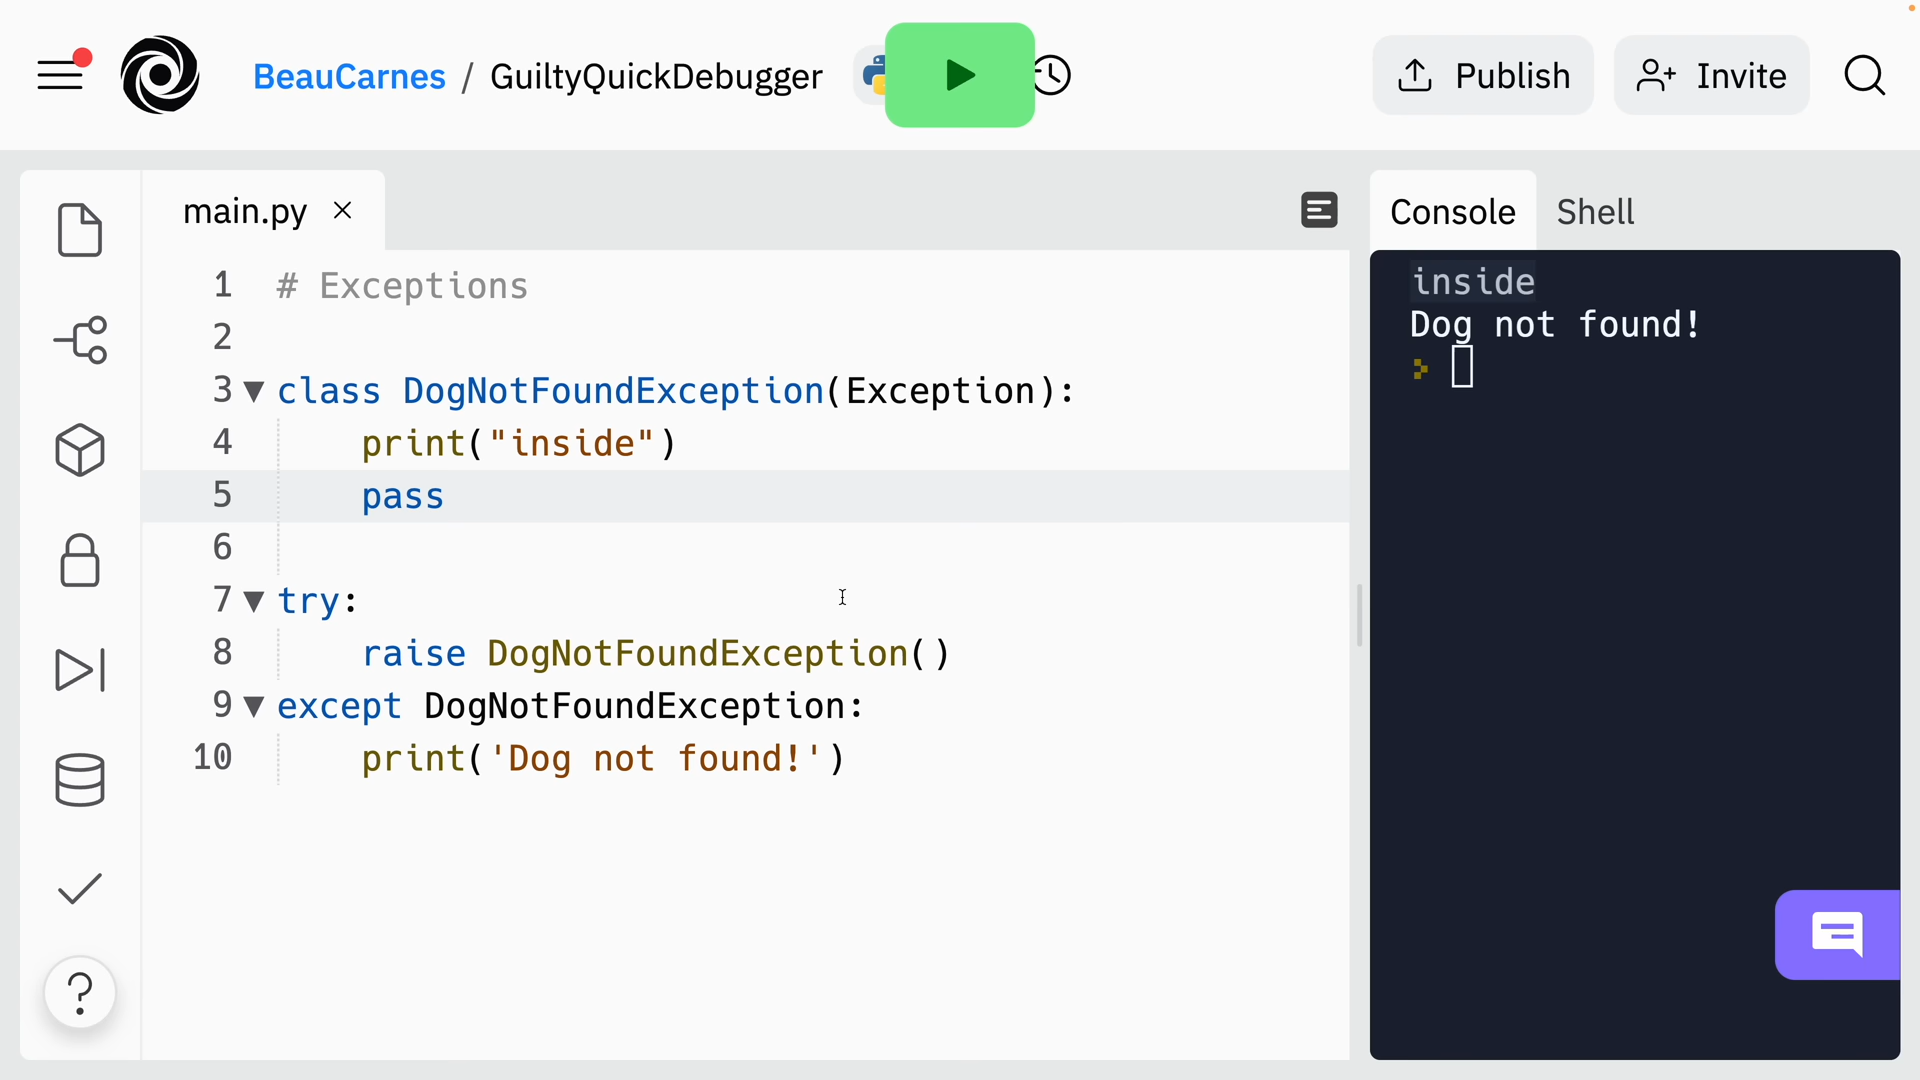 BeauCarnes / GuiltyQuickDebugger
Publish
Invite
main.py
Console
Shell
1 # Exceptions
2
3 class DogNotFoundException(Exception):
4     print("inside")
5     pass
6
7 try:
8     raise DogNotFoundException()
9 except DogNotFoundException:
10     print('Dog not found!')
inside
Dog not found!
?